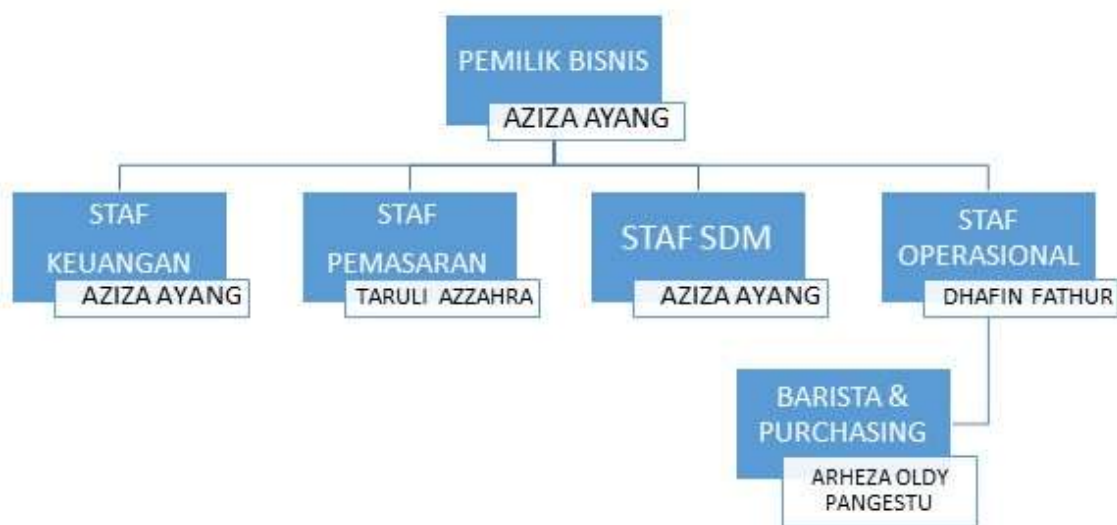 PEMILIK BISNIS
AZIZA AYANG
STAF
KEUANGAN
AZIZA AYANG
STAF
PEMASARAN
TARULI AZZAHRA
STAF SDM
AZIZA AYANG
STAF
OPERASIONAL
DHAFIN FATHUR
BARISTA &
PURCHASING
ARHEZA OLDY
PANGESTU